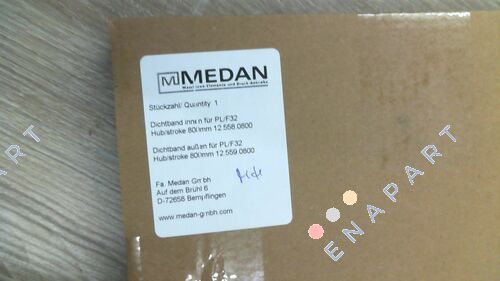 MEDAN
Stückzahl/ Quantity 1
Dichtband innen für PL/F32
Hub/stroke 800mm 12.558.0800
Dichtband außen für PL/F32
Hub/stroke 800mm 12.559.0800
Fa. Medan Gmbh
Auf dem Brühl 6
D-72658 Bempflingen
www.medan-gmbh.com
ENAPART